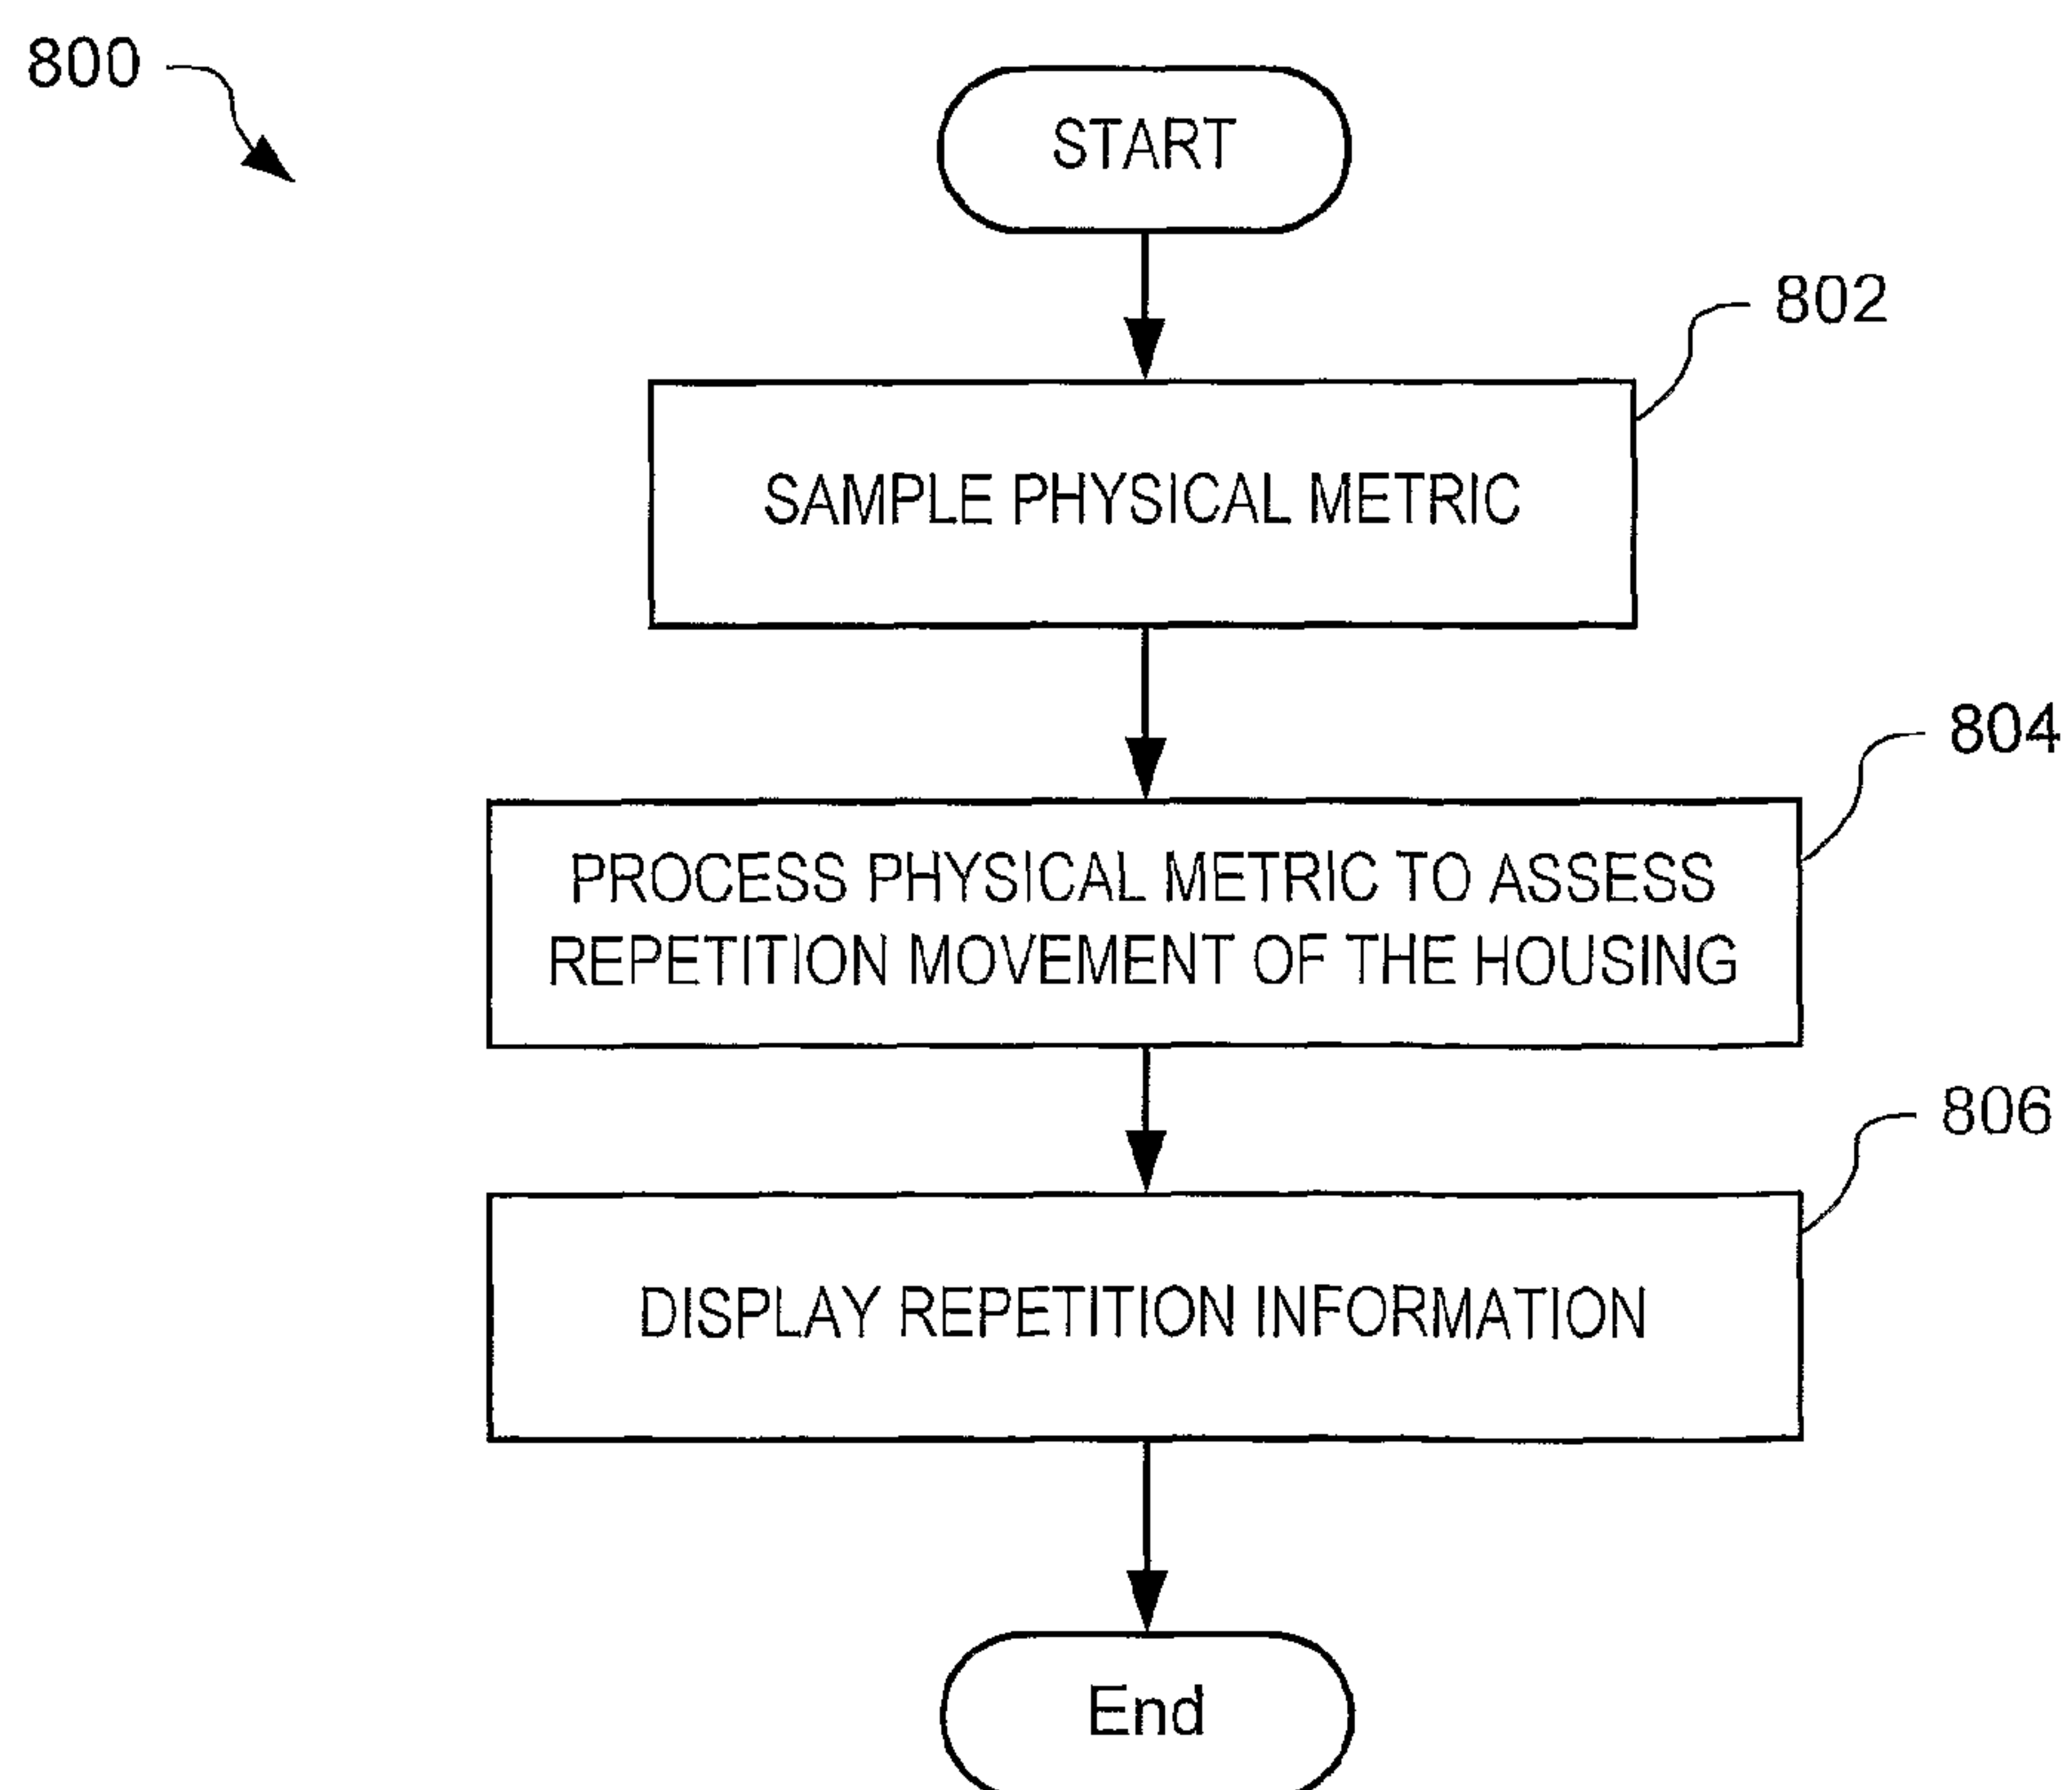 800
START
802
SAMPLE PHYSICAL METRIC
804
PROCESS PHYSICAL METRIC TO ASSESS
REPETITION MOVEMENT OF THE HOUSING
806
DISPLAY REPETITION INFORMATION
End